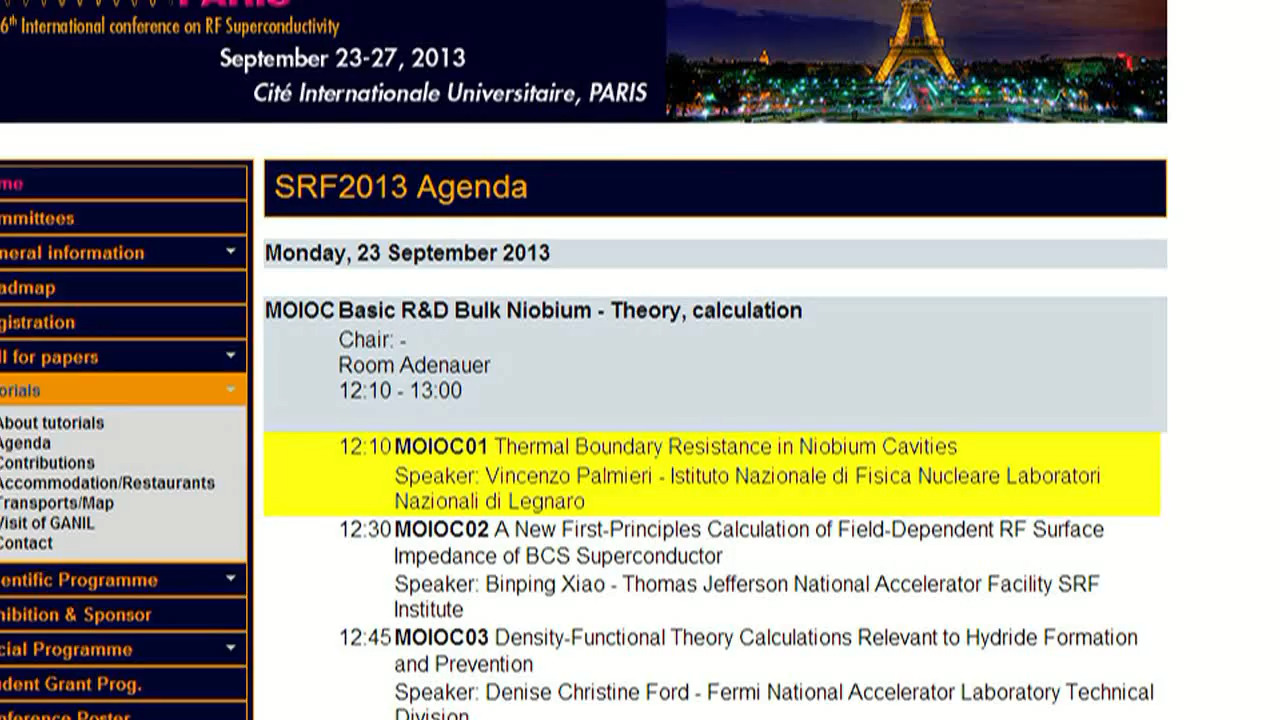 6th International conference on RF Superconductivity
September 23-27, 2013
Cité Internationale Universitaire, PARIS
SRF2013 Agenda
Monday, 23 September 2013
MOIOC Basic R&D Bulk Niobium - Theory, calculation
Chair: -
Room Adenauer
12:10 - 13:00
12:10 MOIOC01 Thermal Boundary Resistance in Niobium Cavities
Speaker: Vincenzo Palmieri - Istituto Nazionale di Fisica Nucleare Laboratori
Nazionali di Legnaro
12:30 MOIOC02 A New First-Principles Calculation of Field-Dependent RF Surface
Impedance of BCS Superconductor
Speaker: Binping Xiao - Thomas Jefferson National Accelerator Facility SRF
Institute
12:45 MOIOC03 Density-Functional Theory Calculations Relevant to Hydride Formation
and Prevention
Speaker: Denise Christine Ford - Fermi National Accelerator Laboratory Technical
Division
me
mmittees
neral information
admap
gistration
ll for papers
orials
About tutorials
Agenda
Contributions
Accommodation/Restaurants
Transports/Map
Visit of GANIL
Contact
entific Programme
hibition & Sponsor
cial Programme
dent Grant Prog.
nference Poster